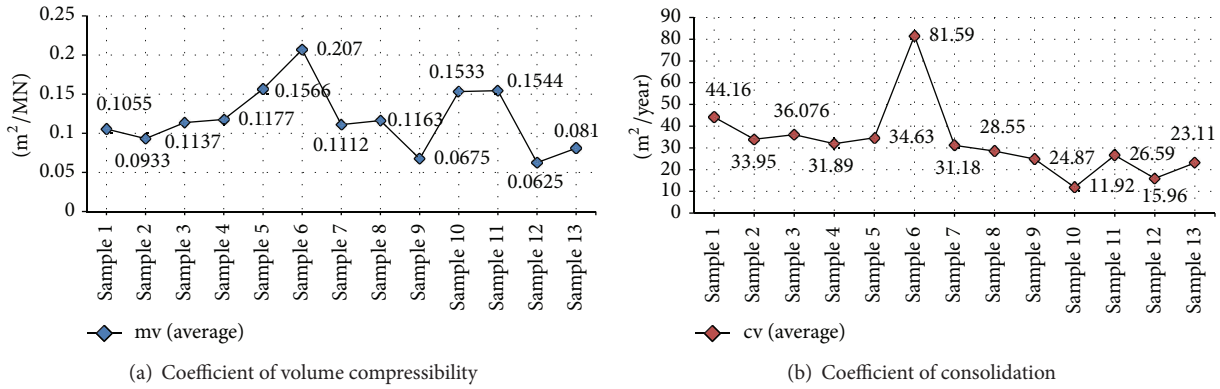 0.25
0.2
0.15
0.1
0.05
0
(m²/MN)
0.1055
0.0933
0.1137
0.1177
0.1566
0.207
0.1112
0.1163
0.0675
0.1533
0.1544
0.0625
0.081
Sample 1
Sample 2
Sample 3
Sample 4
Sample 5
Sample 6
Sample 7
Sample 8
Sample 9
Sample 10
Sample 11
Sample 12
Sample 13
mv (average)
(a) Coefficient of volume compressibility
90
80
70
60
50
40
30
20
10
0
(m²/year)
44.16
33.95
36.076
31.89
34.63
81.59
31.18
28.55
24.87
11.92
26.59
15.96
23.11
Sample 1
Sample 2
Sample 3
Sample 4
Sample 5
Sample 6
Sample 7
Sample 8
Sample 9
Sample 10
Sample 11
Sample 12
Sample 13
cv (average)
(b) Coefficient of consolidation